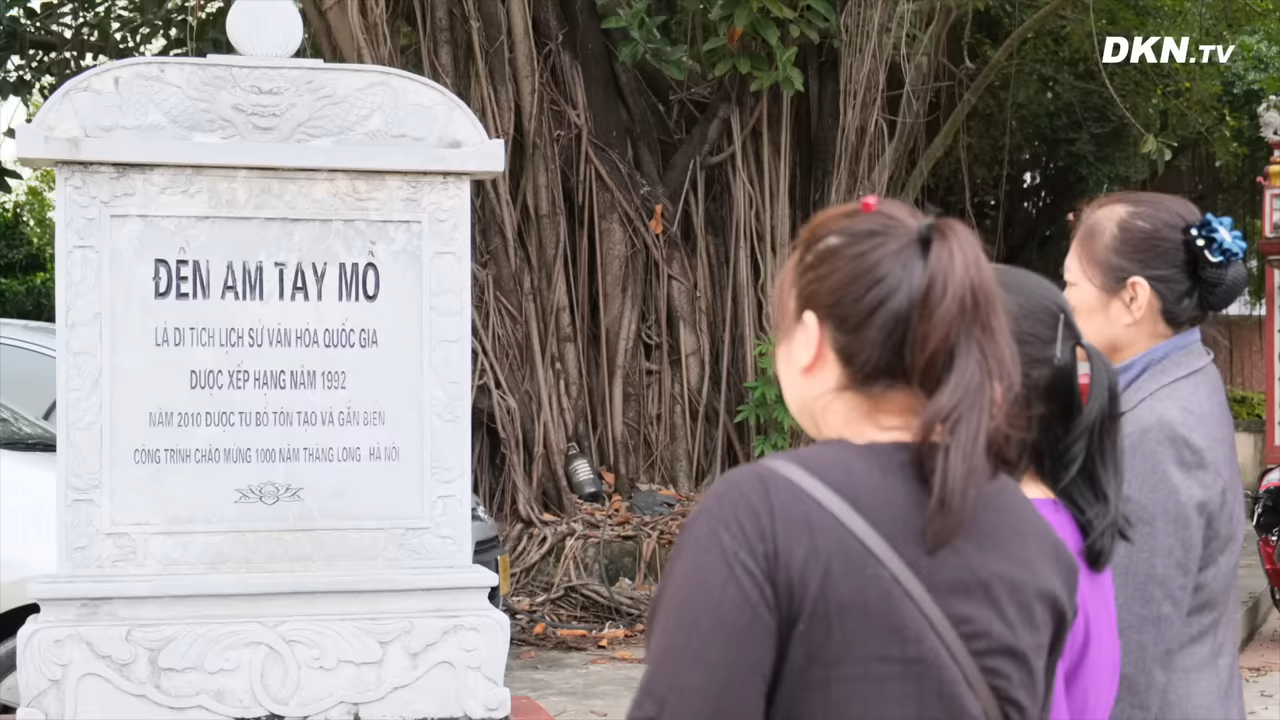 DKN.TV
ĐỀN AM TAY MỒ
LÀ DI TÍCH LỊCH SỬ VĂN HÓA QUỐC GIA
ĐƯỢC XẾP HẠNG NĂM 1992
NĂM 2010 ĐƯỢC TU BỔ TÔN TẠO VÀ GẮN BIỂN
CÔNG TRÌNH CHÀO MỪNG 1000 NĂM THĂNG LONG HÀ NỘI